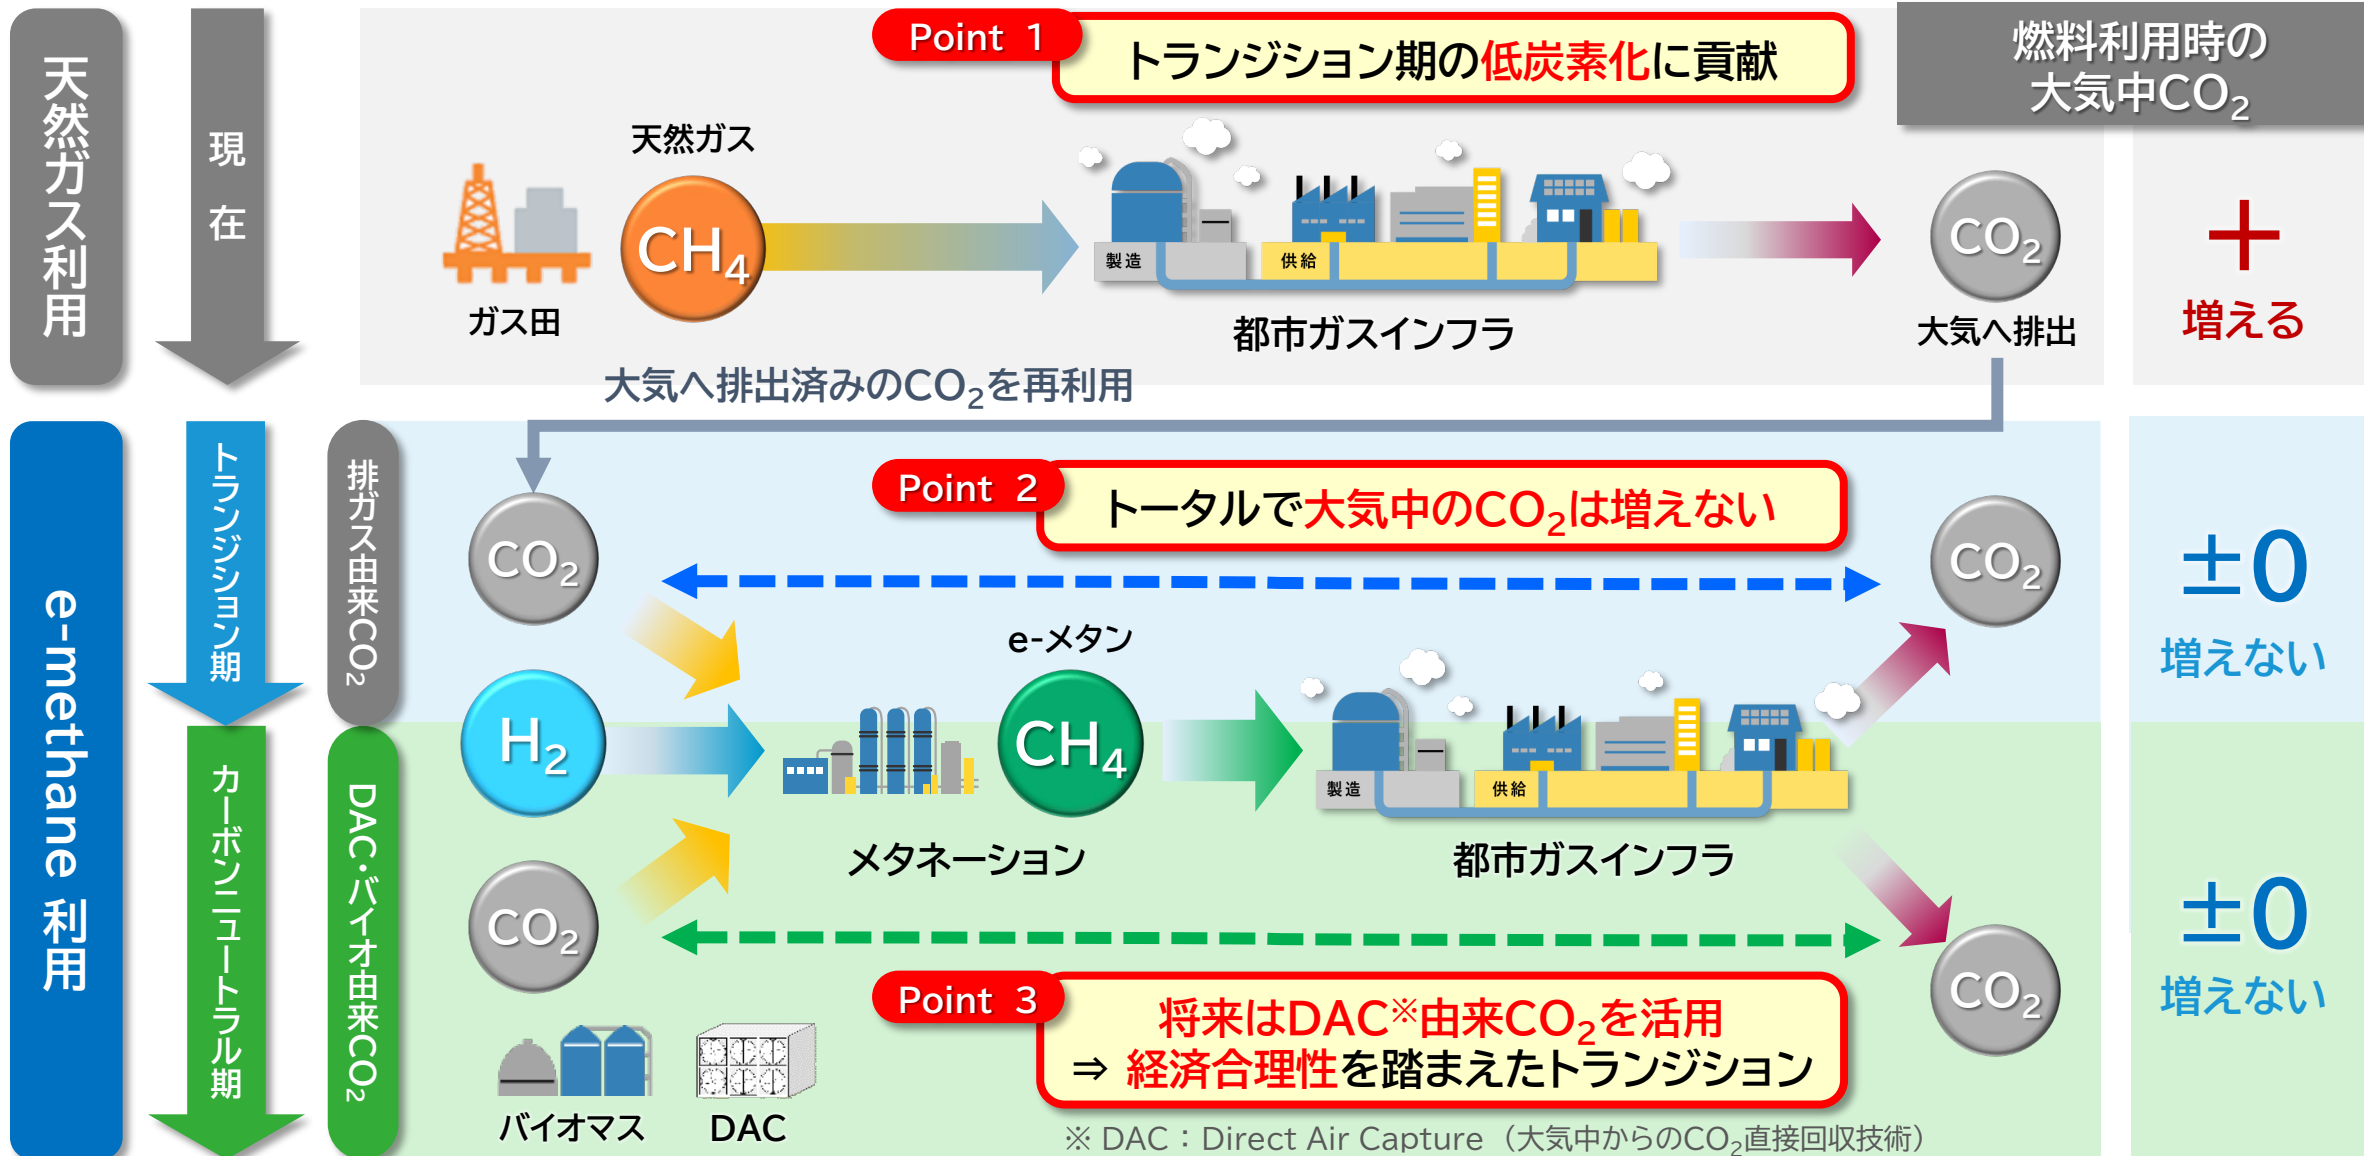 天然ガス利用
現在
Point 1
トランジション期の低炭素化に貢献
燃料利用時の
大気中CO₂
天然ガス
CH₄
ガス田
製造
供給
都市ガスインフラ
CO₂
大気へ排出
＋
増える
大気へ排出済みのCO₂を再利用
e-methane 利用
トランジション期
排ガス由来CO₂
Point 2
トータルで大気中のCO₂は増えない
CO₂
CO₂
±0
増えない
H₂
e-メタン
CH₄
メタネーション
製造
供給
都市ガスインフラ
カーボンニュートラル期
DAC・バイオ由来CO₂
CO₂
CO₂
±0
増えない
バイオマス
DAC
Point 3
将来はDAC※由来CO₂を活用
⇒ 経済合理性を踏まえたトランジション
※ DAC：Direct Air Capture（大気中からのCO₂直接回収技術）